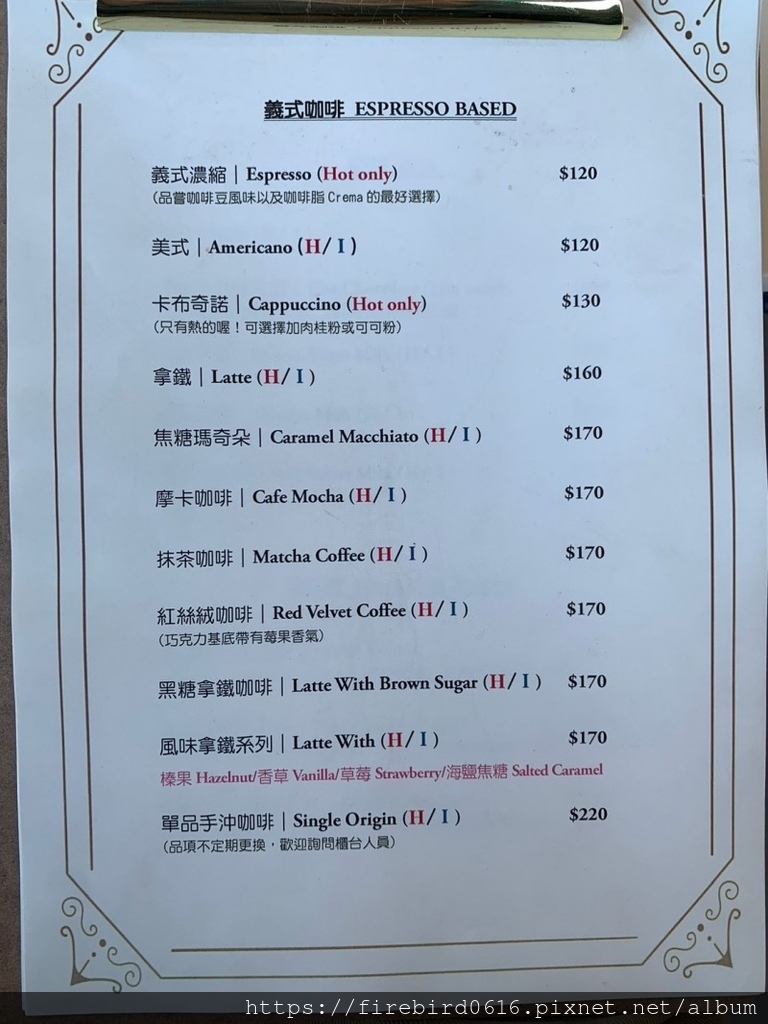 義式咖啡 ESPRESSO BASED
義式濃縮｜Espresso (Hot only) $120
(品嘗咖啡豆風味以及咖啡脂 Crema 的最好選擇)
美式｜Americano (H/ I ) $120
卡布奇諾｜Cappuccino (Hot only) $130
(只有熱的喔！可選擇加肉桂粉或可可粉)
拿鐵｜Latte (H/ I ) $160
焦糖瑪奇朵｜Caramel Macchiato (H/ I ) $170
摩卡咖啡｜Cafe Mocha (H/ I ) $170
抹茶咖啡｜Matcha Coffee (H/ I ) $170
紅絲絨咖啡｜Red Velvet Coffee (H/ I ) $170
(巧克力基底帶有莓果香氣)
黑糖拿鐵咖啡｜Latte With Brown Sugar (H/ I ) $170
風味拿鐵系列｜Latte With (H/ I ) $170
榛果 Hazelnut/香草 Vanilla/草莓 Strawberry/海鹽焦糖 Salted Caramel
單品手沖咖啡｜Single Origin (H/ I ) $220
(品項不定期更換，歡迎詢問櫃台人員)
https://firebird0616.pixnet.net/album